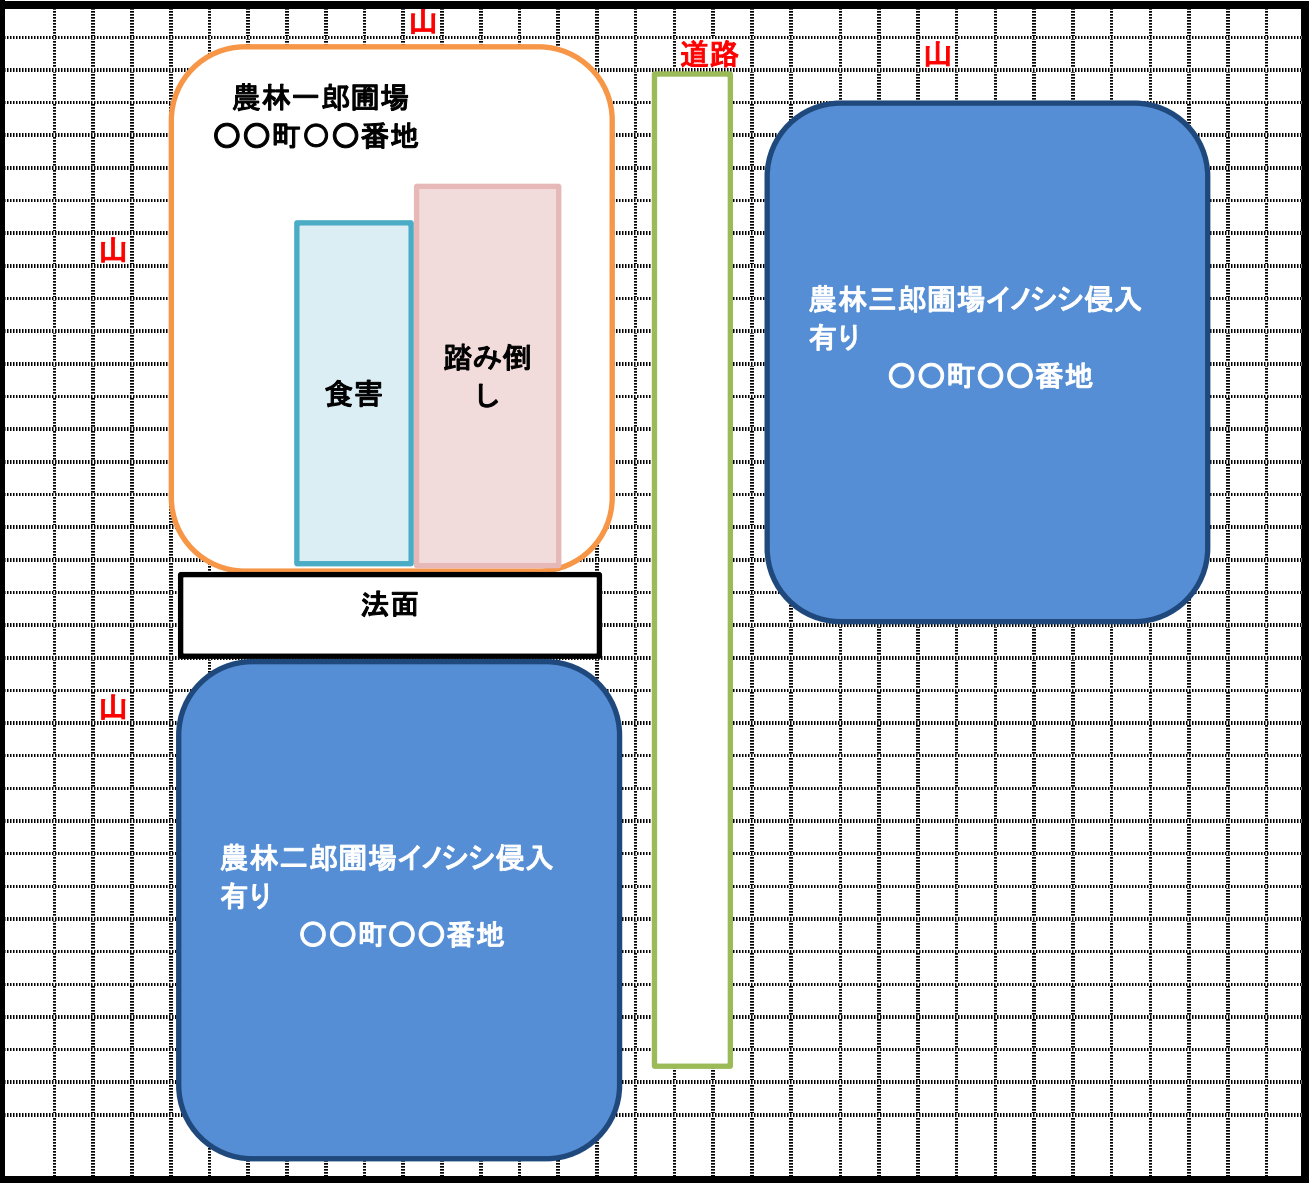 山
道路
山
農林一郎圃場
〇〇町〇〇番地
山
食害
踏み倒
し
農林三郎圃場イノシシ侵入
有り
〇〇町〇〇番地
法面
山
農林二郎圃場イノシシ侵入
有り
〇〇町〇〇番地